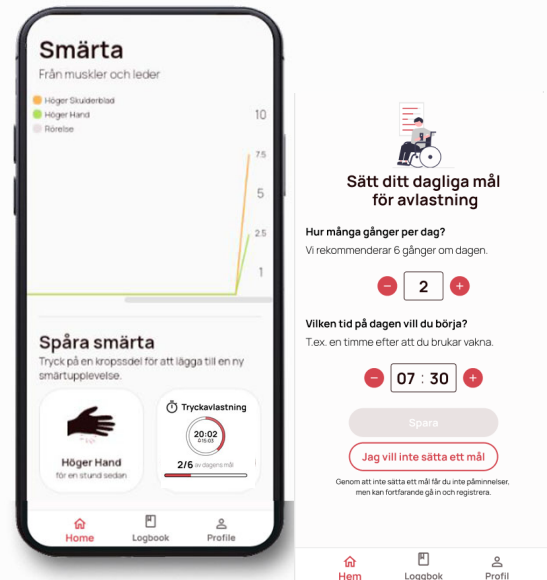 Smärta
Från muskler och leder
Höger Skulderblad
Höger Hand
Rörelse
10
7.5
5
2.5
1
Spåra smärta
Tryck på en kroppsdel för att lägga till en ny
smärtupplevelse.
Höger Hand
för en stund sedan
Tryckavlastning
20:02
2/6 av dagens mål
Home
Logbook
Profile
Sätt ditt dagliga mål
för avlastning
Hur många gånger per dag?
Vi rekommenderar 6 gånger om dagen.
2
Vilken tid på dagen vill du börja?
T.ex. en timme efter att du brukar vakna.
07 : 30
Spara
Jag vill inte sätta ett mål
Genom att inte sätta ett mål får du inte påminnelser,
men kan fortfarande gå in och registrera.
Hem
Loggbok
Profil